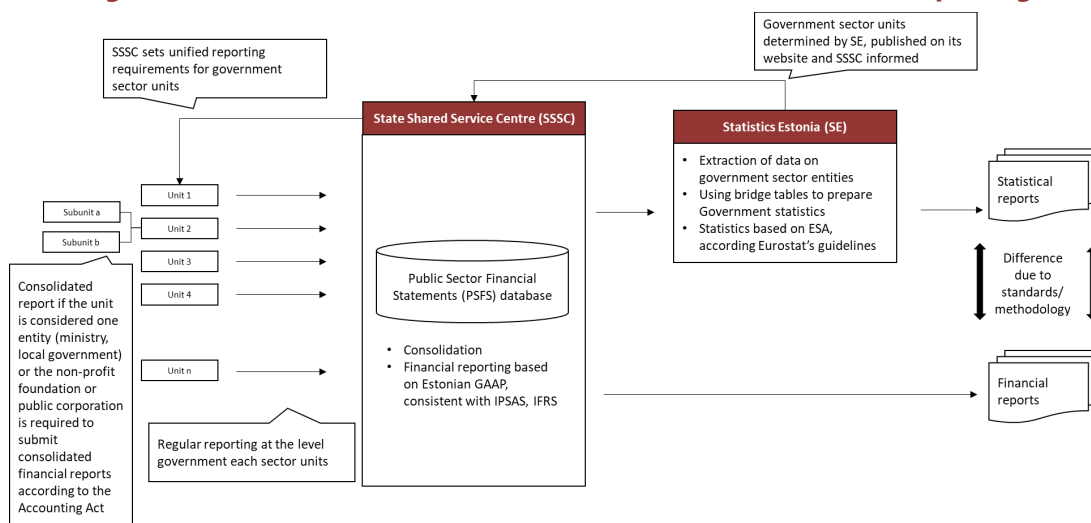 SSSC sets unified reporting
requirements for government
sector units
Government sector units
determined by SE, published on its
website and SSSC informed
State Shared Service Centre (SSSC)
Statistics Estonia (SE)
• Extraction of data on
government sector entities
• Using bridge tables to prepare
Government statistics
• Statistics based on ESA,
according Eurostat's guidelines
Statistical
reports
Unit 1
Subunit a
Unit 2
Subunit b
Unit 3
Unit 4
Unit n
Consolidated
report if the unit
is considered one
entity (ministry,
local government)
or the non-profit
foundation or
public corporation
is required to
submit
consolidated
financial reports
according to the
Accounting Act
Public Sector Financial
Statements (PSFS) database
• Consolidation
• Financial reporting based
on Estonian GAAP,
consistent with IPSAS, IFRS
Difference
due to
standards/
methodology
Financial
reports
Regular reporting at the level
government each sector units